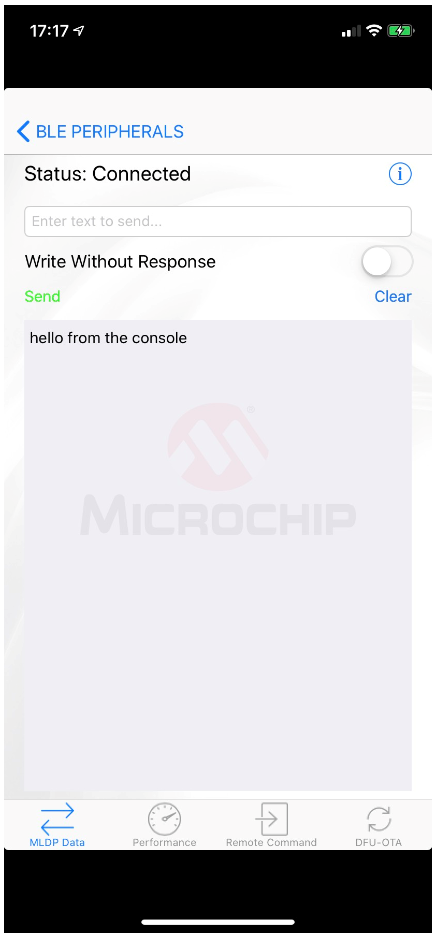 17:17
BLE PERIPHERALS
Status: Connected
i
Enter text to send...
Write Without Response
Send Clear
hello from the console
MICROCHIP
MLDP Data Performance Remote Command DFU-OTA